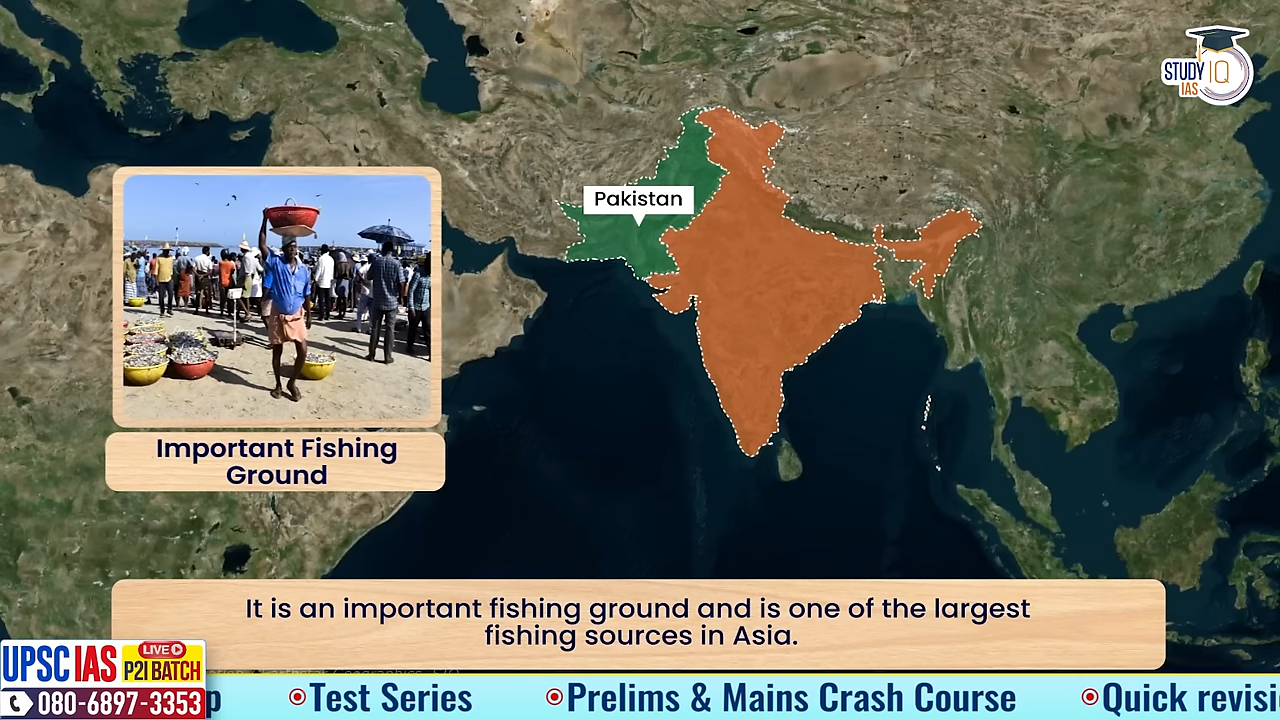 STUDY IQ
IAS
Pakistan
Important Fishing
Ground
It is an important fishing ground and is one of the largest
fishing sources in Asia.
UPSC IAS
LIVE
P2I BATCH
080-6897-3353
p
Test Series
Prelims & Mains Crash Course
Quick revisi